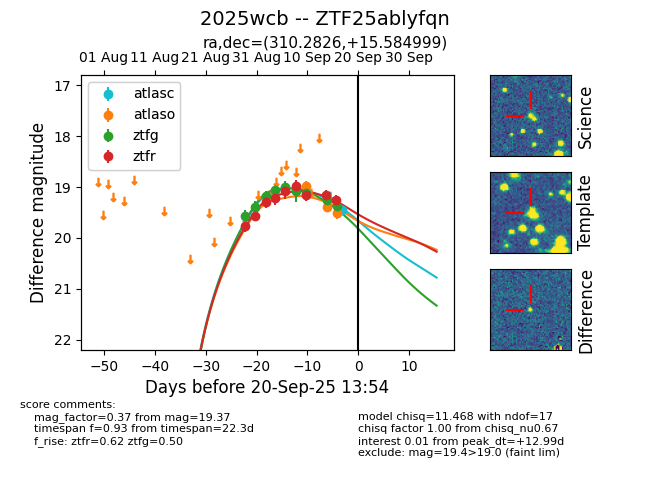 2025wcb -- ZTF25ablyfqn
ra,dec=(310.2826,+15.584999)
01 Aug 11 Aug 21 Aug 31 Aug 10 Sep 20 Sep 30 Sep
17
18
19
20
21
22
Difference magnitude
atlasc
atlaso
ztfg
ztfr
−50 −40 −30 −20 −10 0 10
Days before 20-Sep-25 13:54
Science
Template
Difference
score comments:
mag_factor=0.37 from mag=19.37
timespan f=0.93 from timespan=22.3d
f_rise: ztfr=0.62 ztfg=0.50
model chisq=11.468 with ndof=17
chisq factor 1.00 from chisq_nu0.67
interest 0.01 from peak_dt=+12.99d
exclude: mag=19.4>19.0 (faint lim)